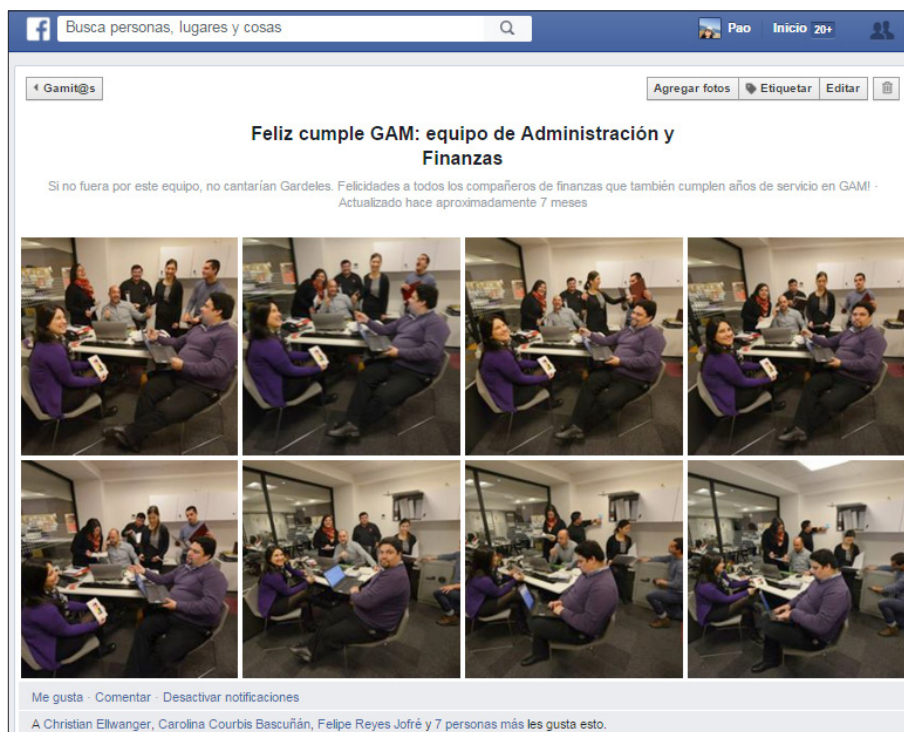 f
Busca personas, lugares y cosas
Pao
Inicio 20+
Gamit@s
Agregar fotos
Etiquetar
Editar
Feliz cumple GAM: equipo de Administración y
Finanzas
Si no fuera por este equipo, no cantarían Gardeles. Felicidades a todos los compañeros de finanzas que también cumplen años de servicio en GAM! ·
Actualizado hace aproximadamente 7 meses
Me gusta · Comentar · Desactivar notificaciones
A Christian Ellwanger, Carolina Courbis Bascuñán, Felipe Reyes Jofré y 7 personas más les gusta esto.